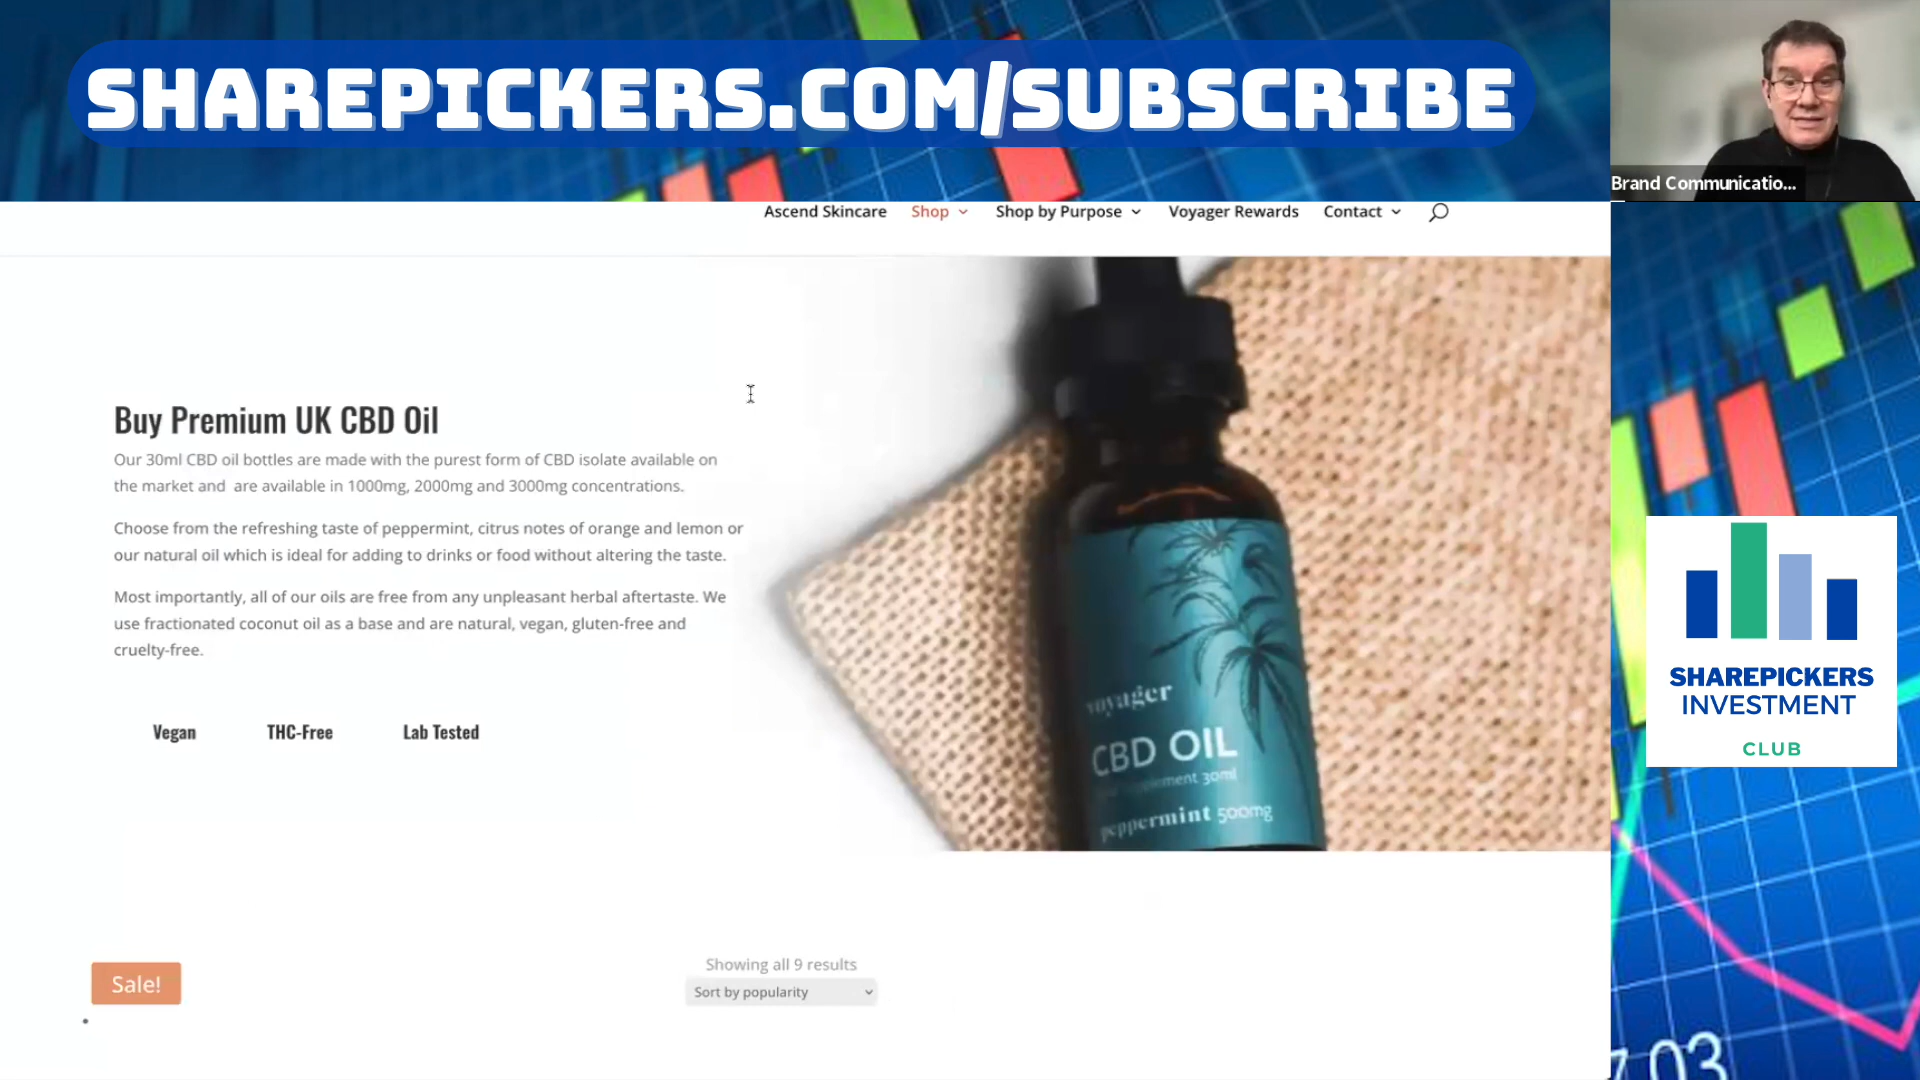 SHAREPICKERS.COM/SUBSCRIBE
Brand Communicatio...
Ascend Skincare Shop Shop by Purpose Voyager Rewards Contact
Buy Premium UK CBD Oil
Our 30ml CBD oil bottles are made with the purest form of CBD isolate available on
the market and are available in 1000mg, 2000mg and 3000mg concentrations.
Choose from the refreshing taste of peppermint, citrus notes of orange and lemon or
our natural oil which is ideal for adding to drinks or food without altering the taste.
Most importantly, all of our oils are free from any unpleasant herbal aftertaste. We
use fractionated coconut oil as a base and are natural, vegan, gluten-free and
cruelty-free.
Vegan THC-Free Lab Tested
voyager
CBD OIL
30ml
peppermint 500mg
SHAREPICKERS
INVESTMENT
CLUB
Showing all 9 results
Sale!
Sort by popularity
7.03